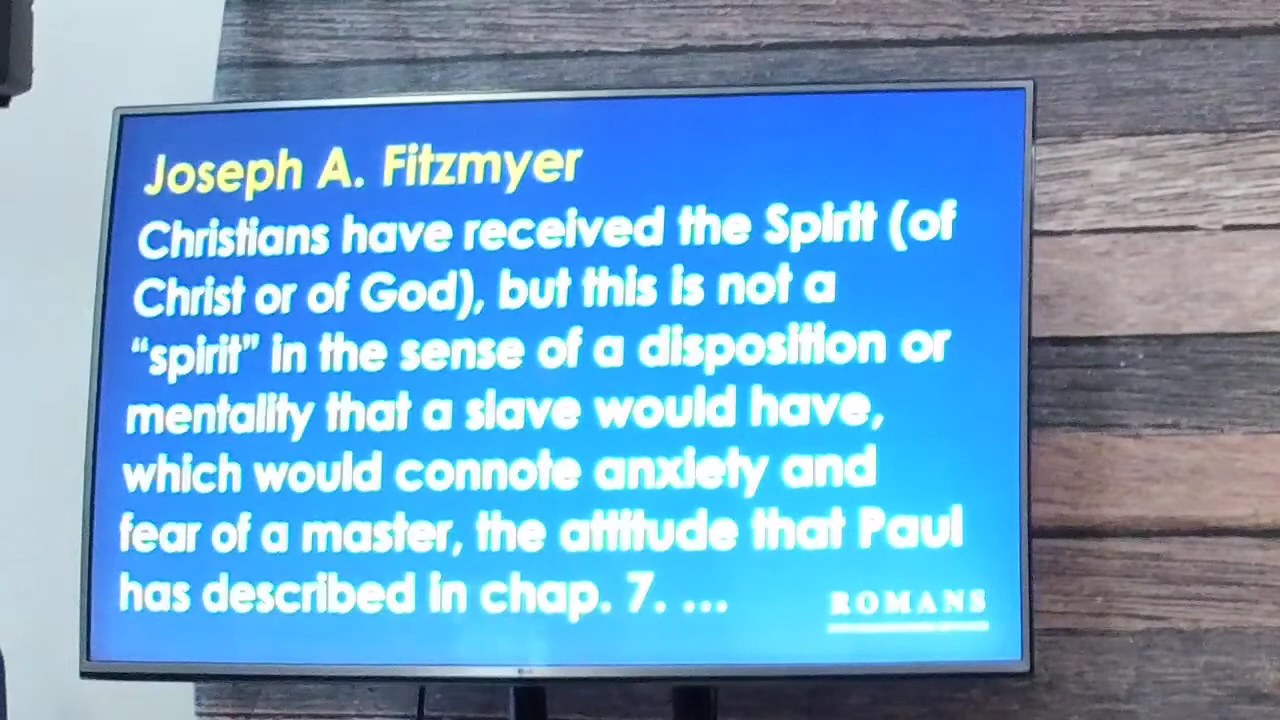 Joseph A. Fitzmyer
Christians have received the Spirit (of
Christ or of God), but this is not a
“spirit” in the sense of a disposition or
mentality that a slave would have,
which would connote anxiety and
fear of a master, the attitude that Paul
has described in chap. 7. ...
ROMANS